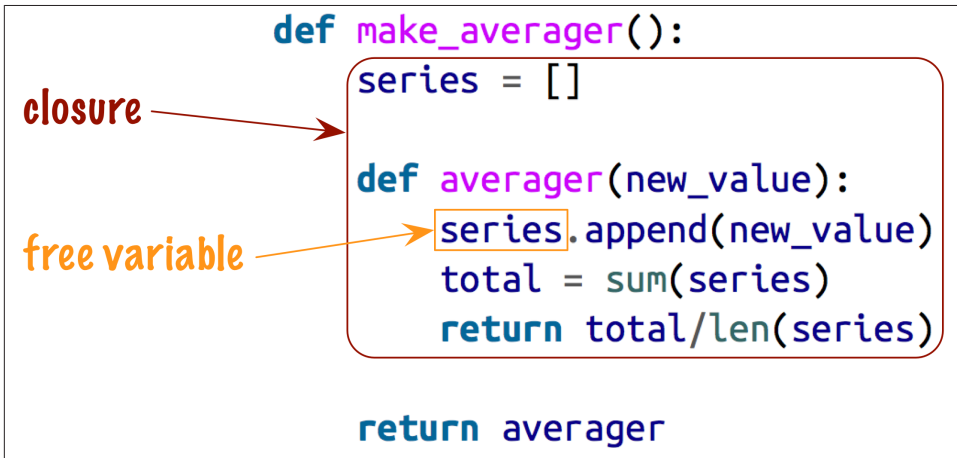 def make_averager():
series = []
closure
def averager(new_value):
series.append(new_value)
free variable
total = sum(series)
return total/len(series)
return averager